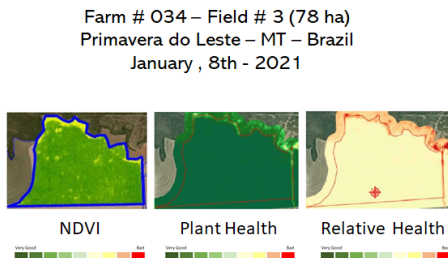 Farm # 034 – Field # 3 (78 ha)
Primavera do Leste – MT – Brazil
January , 8th - 2021
NDVI Plant Health Relative Health
Very Good Bad Very Good Bad Very Good Bad